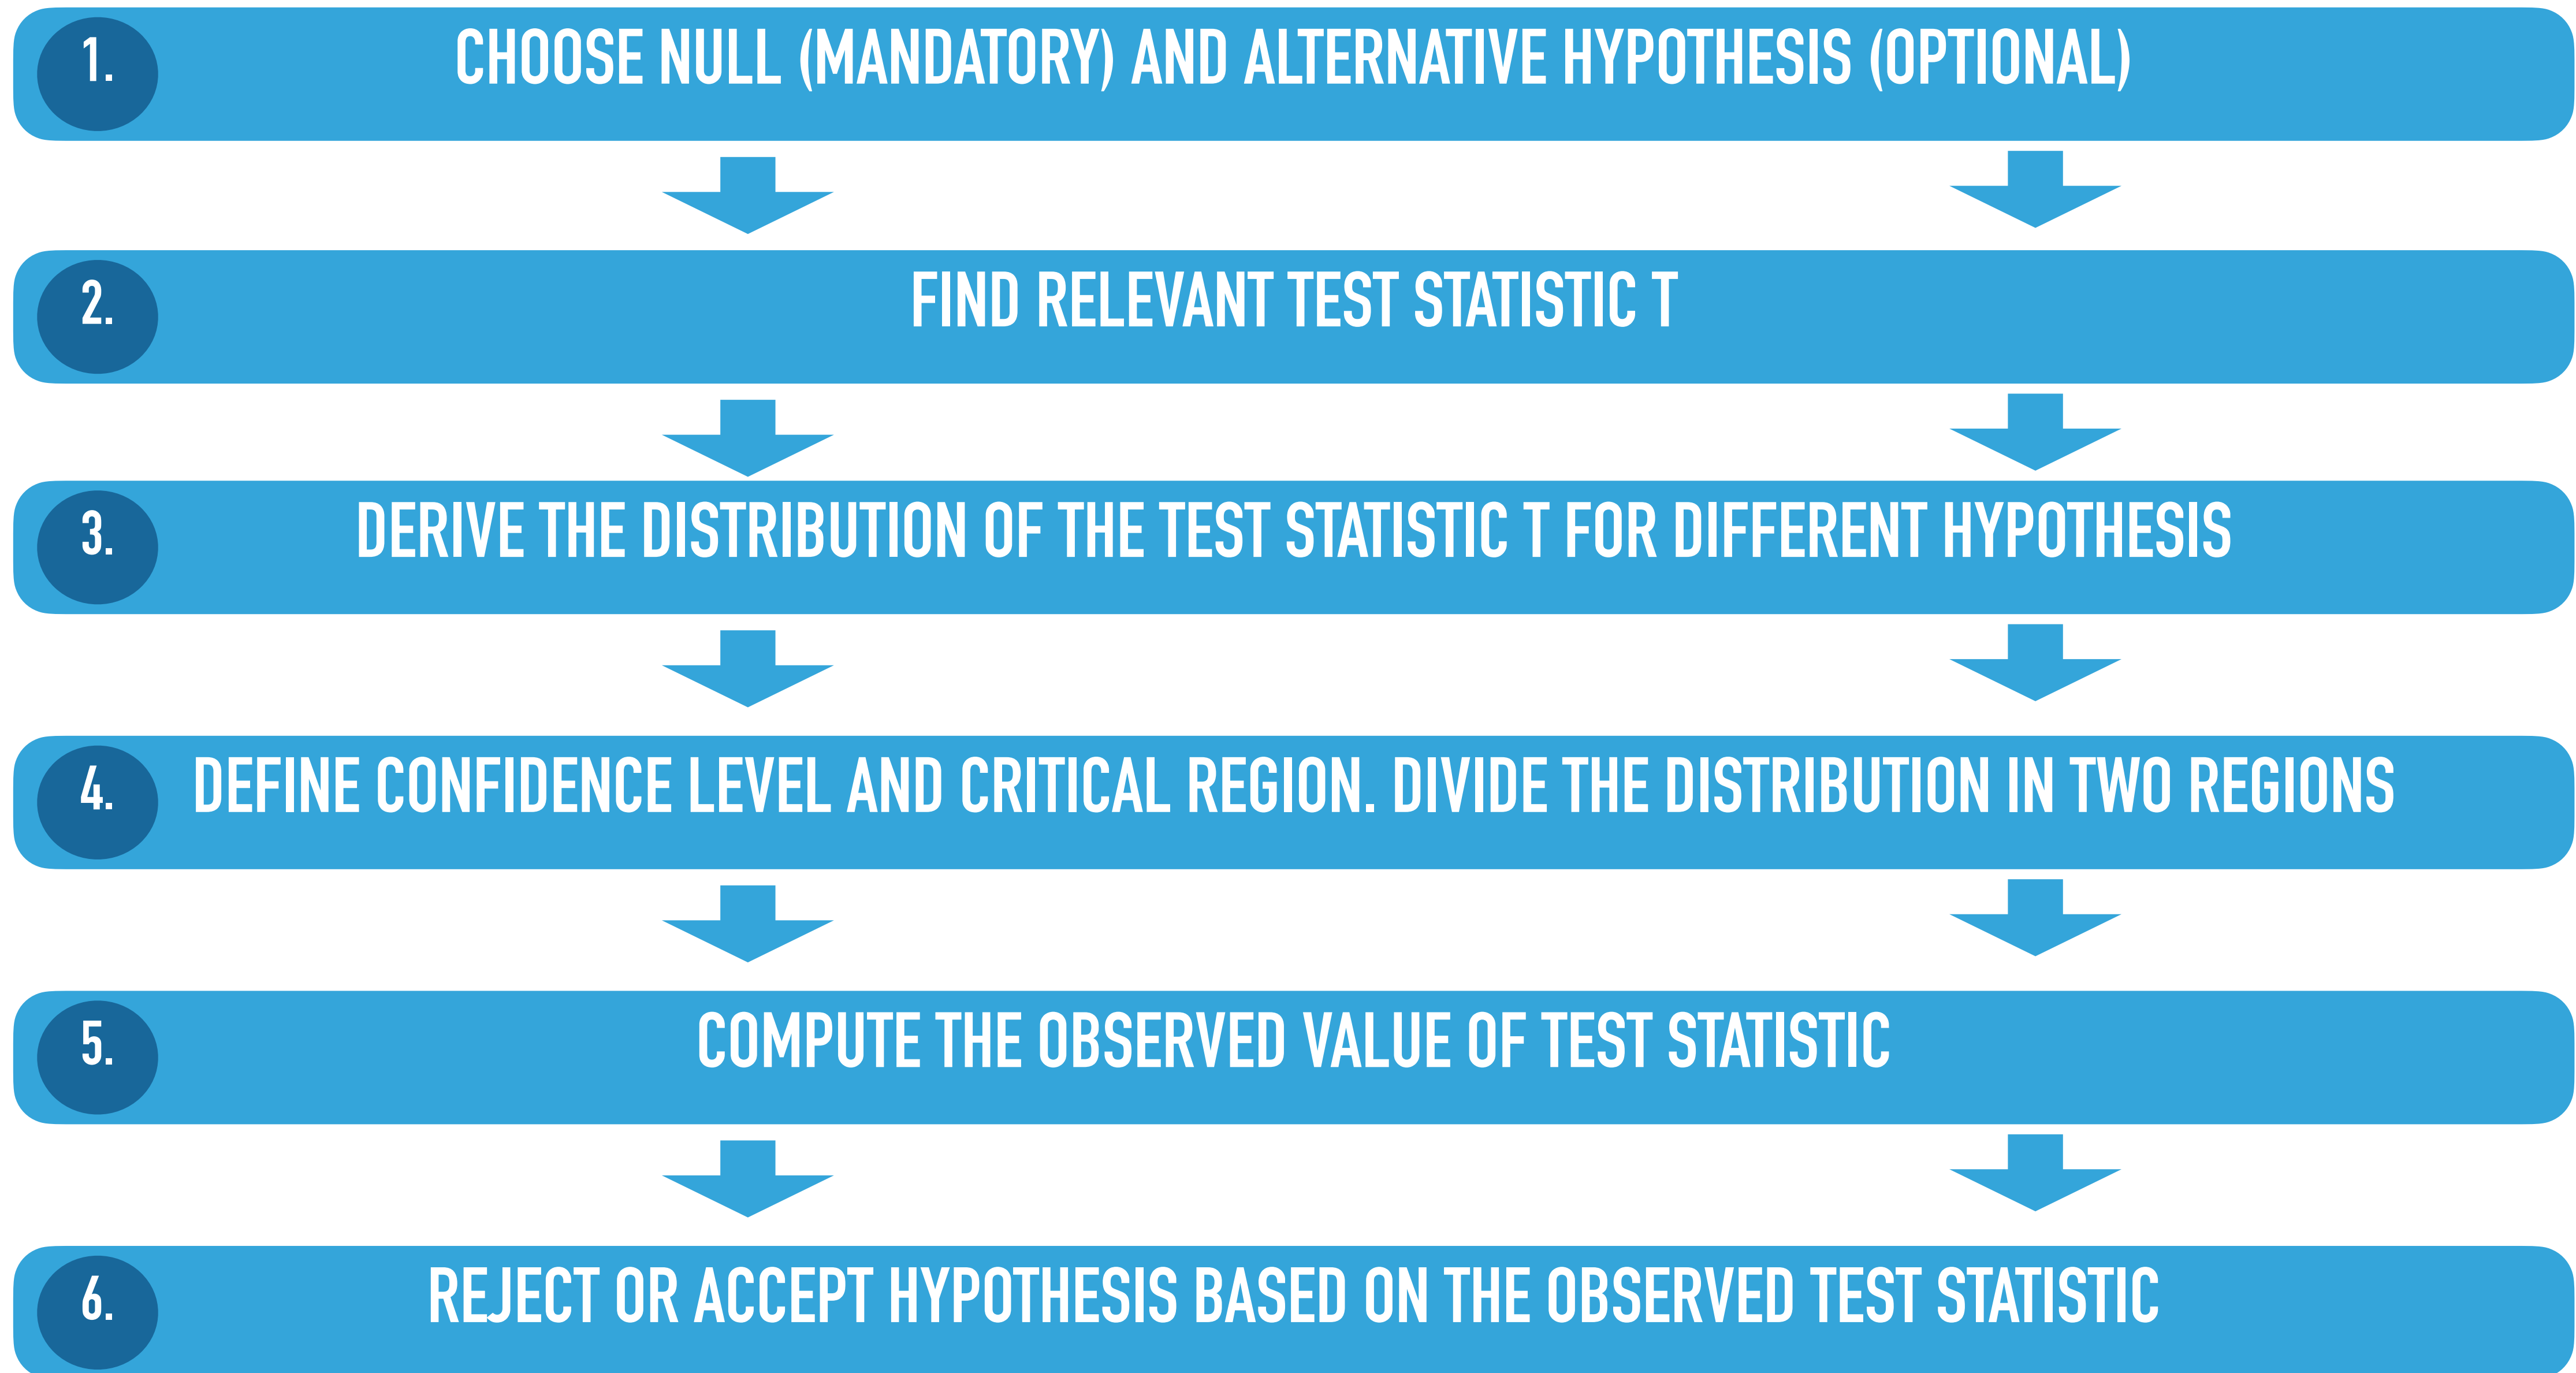 1.
CHOOSE NULL (MANDATORY) AND ALTERNATIVE HYPOTHESIS (OPTIONAL)
2.
FIND RELEVANT TEST STATISTIC T
3.
DERIVE THE DISTRIBUTION OF THE TEST STATISTIC T FOR DIFFERENT HYPOTHESIS
4.
DEFINE CONFIDENCE LEVEL AND CRITICAL REGION. DIVIDE THE DISTRIBUTION IN TWO REGIONS
5.
COMPUTE THE OBSERVED VALUE OF TEST STATISTIC
6.
REJECT OR ACCEPT HYPOTHESIS BASED ON THE OBSERVED TEST STATISTIC